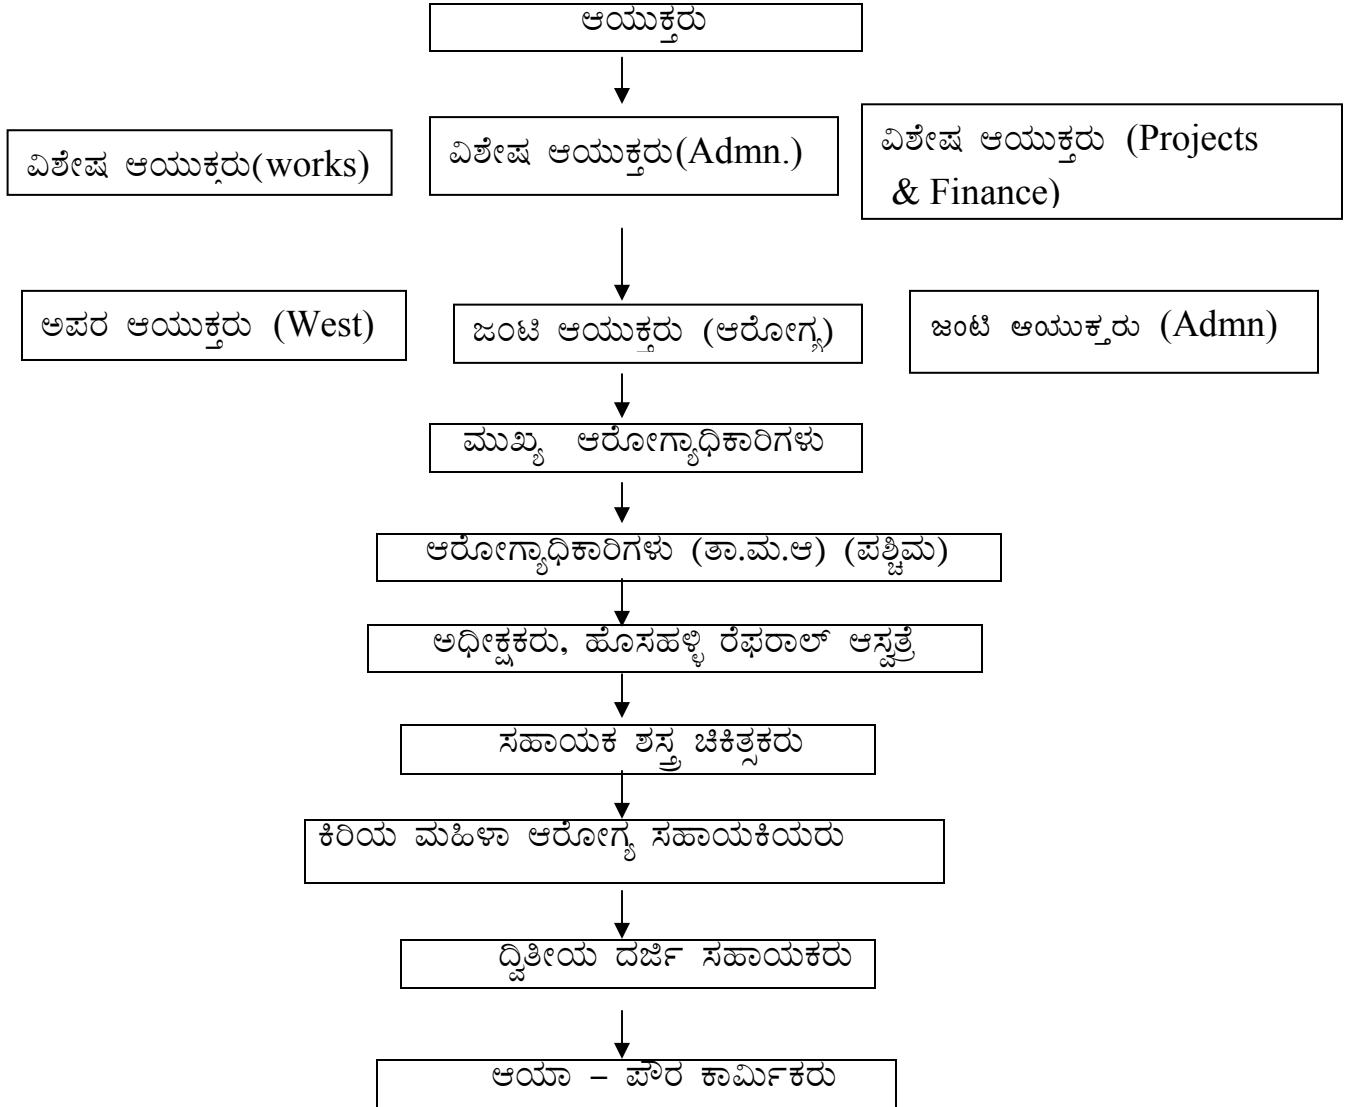 ಆಯುಕ್ತರು
ವಿಶೇಷ ಆಯುಕ್ತರು(works)
ವಿಶೇಷ ಆಯುಕ್ತರು(Admn.)
ವಿಶೇಷ ಆಯುಕ್ತರು (Projects
& Finance)
ಅಪರ ಆಯುಕ್ತರು (West)
ಜಂಟಿ ಆಯುಕ್ತರು (ಆರೋಗ್ಯ)
ಜಂಟಿ ಆಯುಕ್ತರು (Admn)
ಮುಖ್ಯ ಆರೋಗ್ಯಾಧಿಕಾರಿಗಳು
ಆರೋಗ್ಯಾಧಿಕಾರಿಗಳು (ತಾ.ಮ.ಆ) (ಪಶ್ಚಿಮ)
ಅಧೀಕ್ಷಕರು, ಹೊಸಹಳ್ಳಿ ರೆಫರಾಲ್ ಆಸ್ಪತ್ರೆ
ಸಹಾಯಕ ಶಸ್ತ್ರ ಚಿಕಿತ್ಸಕರು
ಕಿರಿಯ ಮಹಿಳಾ ಆರೋಗ್ಯ ಸಹಾಯಕಿಯರು
ದ್ವಿತೀಯ ದರ್ಜಿ ಸಹಾಯಕರು
ಆಯಾ – ಪೌರ ಕಾರ್ಮಿಕರು